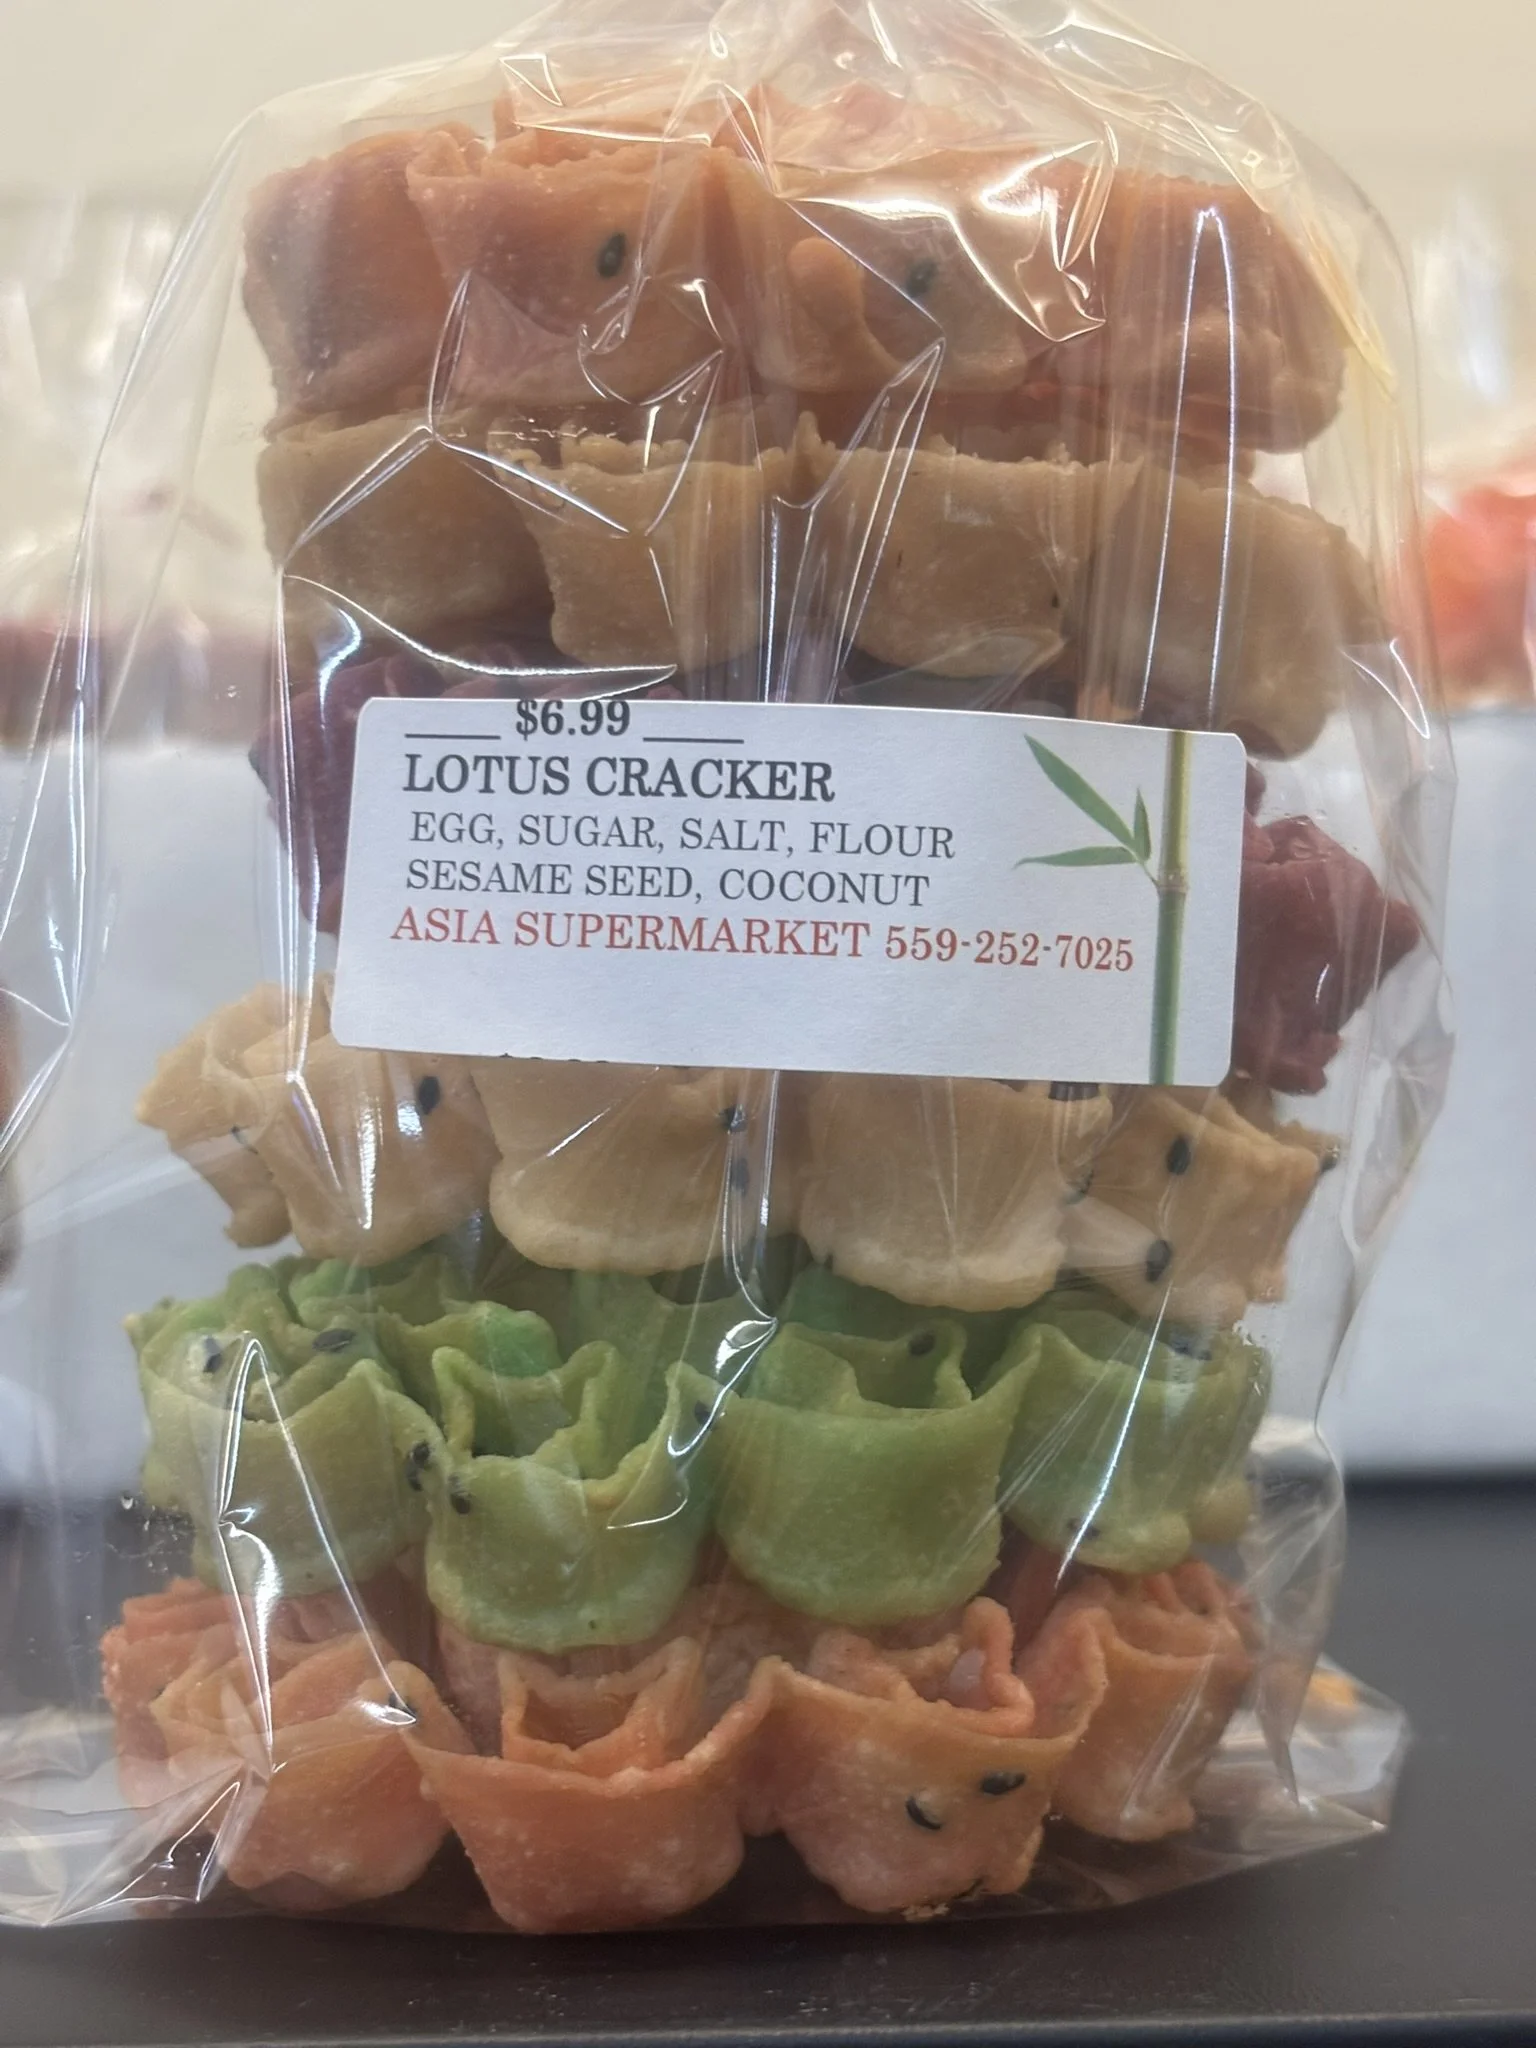 $6.99
LOTUS CRACKER
EGG, SUGAR, SALT, FLOUR
SESAME SEED, COCONUT
ASIA SUPERMARKET 559-252-7025